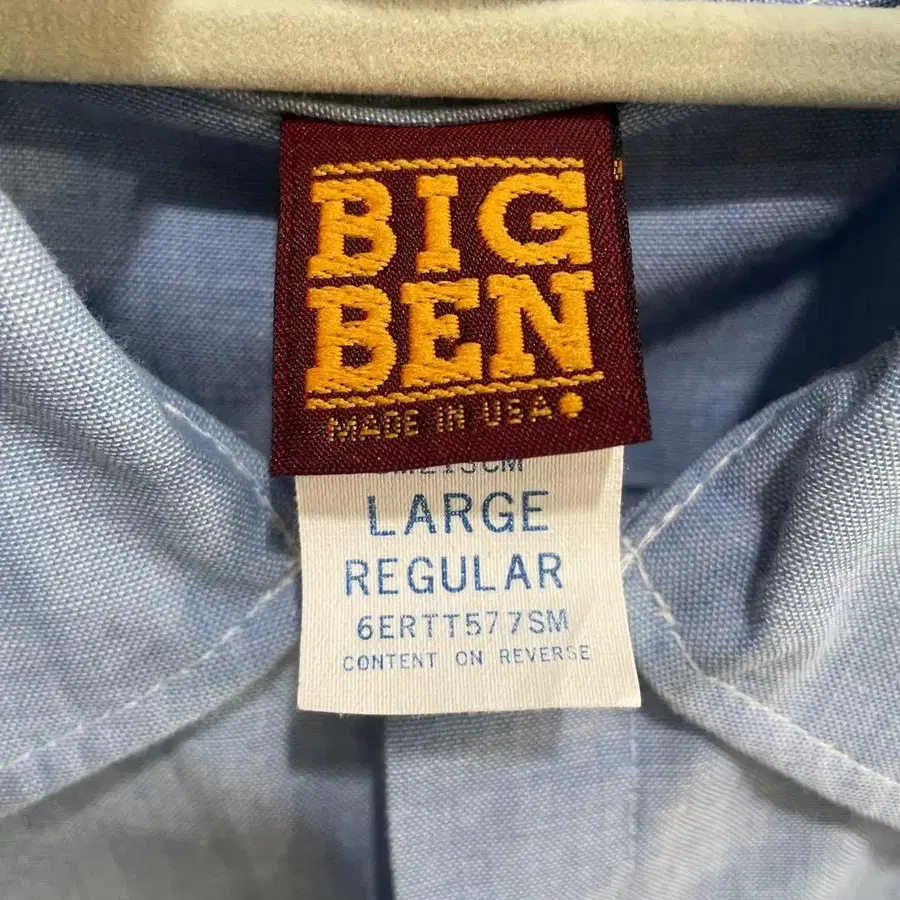 BIG
BEN
MADE IN USA
LARGE
REGULAR
6ERTT577SM
CONTENT ON REVERSE